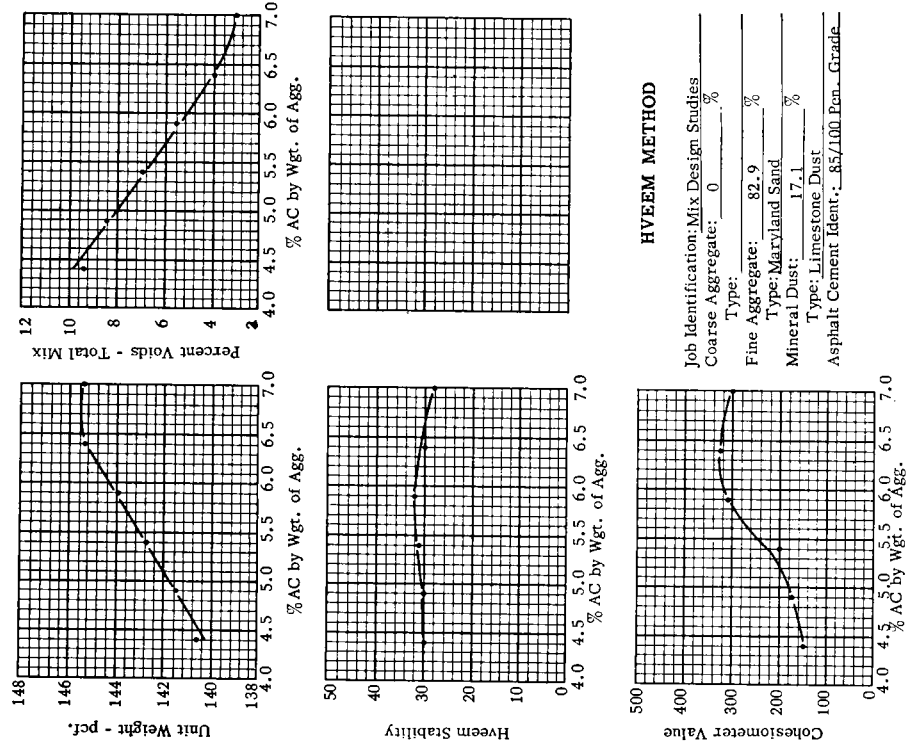 148
146
144
142
140
138
Unit Weight - pcf.
4.0 4.5 5.0 5.5 6.0 6.5 7.0
% AC by Wgt. of Agg.
12
10
8
6
4
2
Percent Voids - Total Mix
4.0 4.5 5.0 5.5 6.0 6.5 7.0
% AC by Wgt. of Agg.
50
40
30
20
10
0
Hveem Stability
4.0 4.5 5.0 5.5 6.0 6.5 7.0
% AC by Wgt. of Agg.
500
400
300
200
100
Cohesiometer Value
4.0 4.5 5.0 5.5 6.0 6.5 7.0
% AC by Wgt. of Agg.
HVEEM METHOD
Job Identification: Mix Design Studies
Coarse Aggregate: 0 %
Type:
Fine Aggregate: 82.9 %
Type: Maryland Sand
Mineral Dust: 17.1 %
Type: Limestone Dust
Asphalt Cement Ident.: 85/100 Pen. Grade